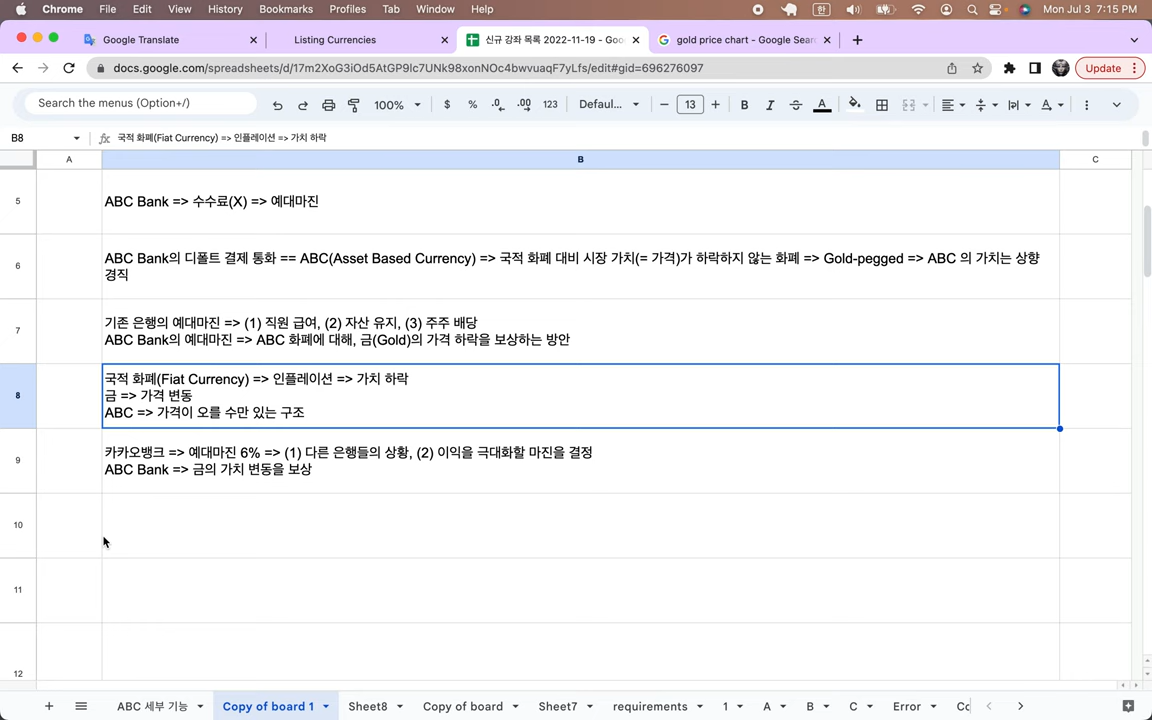 Chrome File Edit View History Bookmarks Profiles Tab Window Help Mon Jul 3 7:15 PM
Google Translate Listing Currencies 신규 강좌 목록 2022-11-19 - Goo gold price chart - Google Sear
docs.google.com/spreadsheets/d/17m2XoG3iOd5AtGP9lc7UNk98xonNOc4bwvuaqF7yLfs/edit#gid=696276097 Update
Search the menus (Option+/) 100% $ % .0 .00 123 Defaul... 13 B I S A
B8 fx 국적 화폐(Fiat Currency) => 인플레이션 => 가치 하락
A B C
5 ABC Bank => 수수료(X) => 예대마진
6 ABC Bank의 디폴트 결제 통화 == ABC(Asset Based Currency) => 국적 화폐 대비 시장 가치(= 가격)가 하락하지 않는 화폐 => Gold-pegged => ABC 의 가치는 상향
경직
7 기존 은행의 예대마진 => (1) 직원 급여, (2) 자산 유지, (3) 주주 배당
ABC Bank의 예대마진 => ABC 화폐에 대해, 금(Gold)의 가격 하락을 보상하는 방안
국적 화폐(Fiat Currency) => 인플레이션 => 가치 하락
8 금 => 가격 변동
ABC => 가격이 오를 수만 있는 구조
9 카카오뱅크 => 예대마진 6% => (1) 다른 은행들의 상황, (2) 이익을 극대화할 마진을 결정
ABC Bank => 금의 가치 변동을 보상
10
11
12
ABC 세부 기능 Copy of board 1 Sheet8 Copy of board Sheet7 requirements 1 A B C Error Co